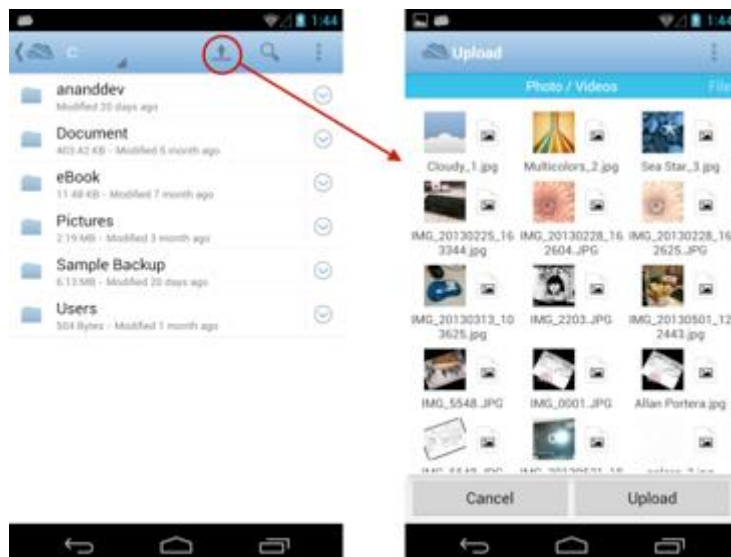 1:44
C:
ananddev
Modified 20 days ago
Document
403.42 KB - Modified 5 month ago
eBook
11.48 KB - Modified 7 month ago
Pictures
2.19 MB - Modified 3 month ago
Sample Backup
6.13 MB - Modified 20 days ago
Users
504 Bytes - Modified 1 month ago
1:44
Upload
Photo / Videos
File
Cloudy_1.jpg
Multicolors_2.jpg
Sea Star_3.jpg
IMG_20130225_16
3344.jpg
IMG_20130228_16
2604.JPG
IMG_20130228_16
2625.JPG
IMG_20130313_10
3625.jpg
IMG_2203.JPG
IMG_20130501_12
2443.jpg
IMG_5548.JPG
IMG_0001.JPG
Allan Portera.jpg
Cancel
Upload